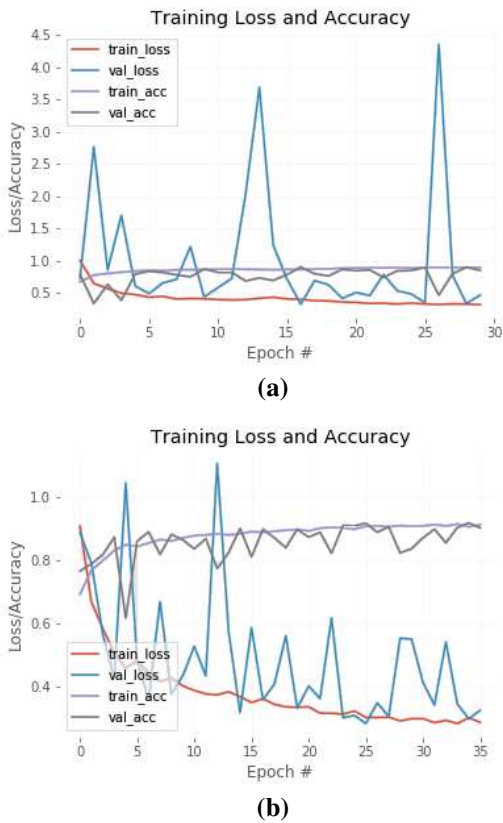 Training Loss and Accuracy
4.5
4.0
3.5
3.0
2.5
2.0
1.5
1.0
0.5
Loss/Accuracy
train_loss
val_loss
train_acc
val_acc
0 5 10 15 20 25 30
Epoch #
(a)
Training Loss and Accuracy
1.0
0.8
0.6
0.4
Loss/Accuracy
train_loss
val_loss
train_acc
val_acc
0 5 10 15 20 25 30 35
Epoch #
(b)